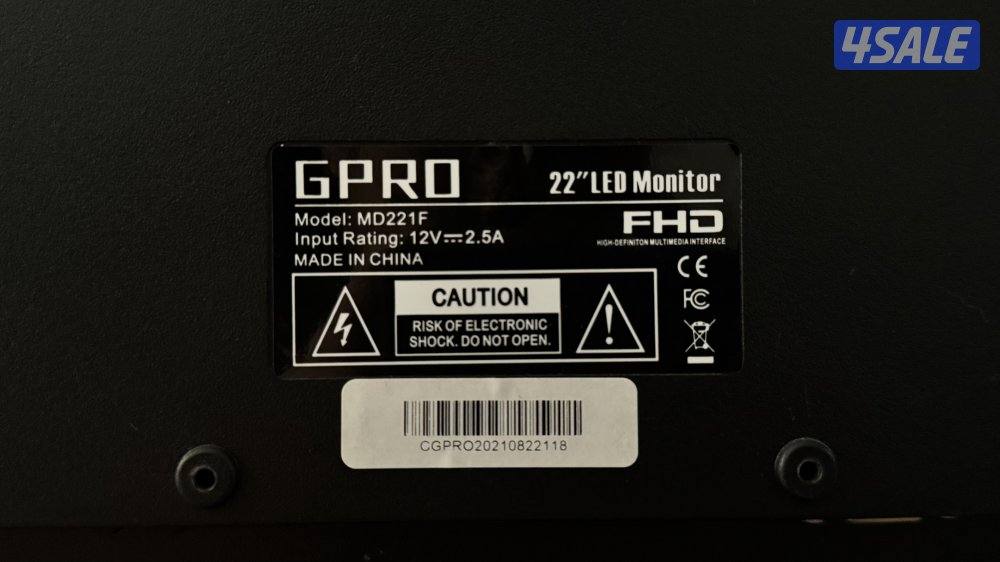 4SALE
GPRO
22"LED Monitor
Model: MD221F
FHD
Input Rating: 12V⎓2.5A
HIGH-DEFINITON MULTIMEDIA INTERFACE
MADE IN CHINA
CE
FC
CAUTION
RISK OF ELECTRONIC
SHOCK. DO NOT OPEN.
CGPRO20210822118